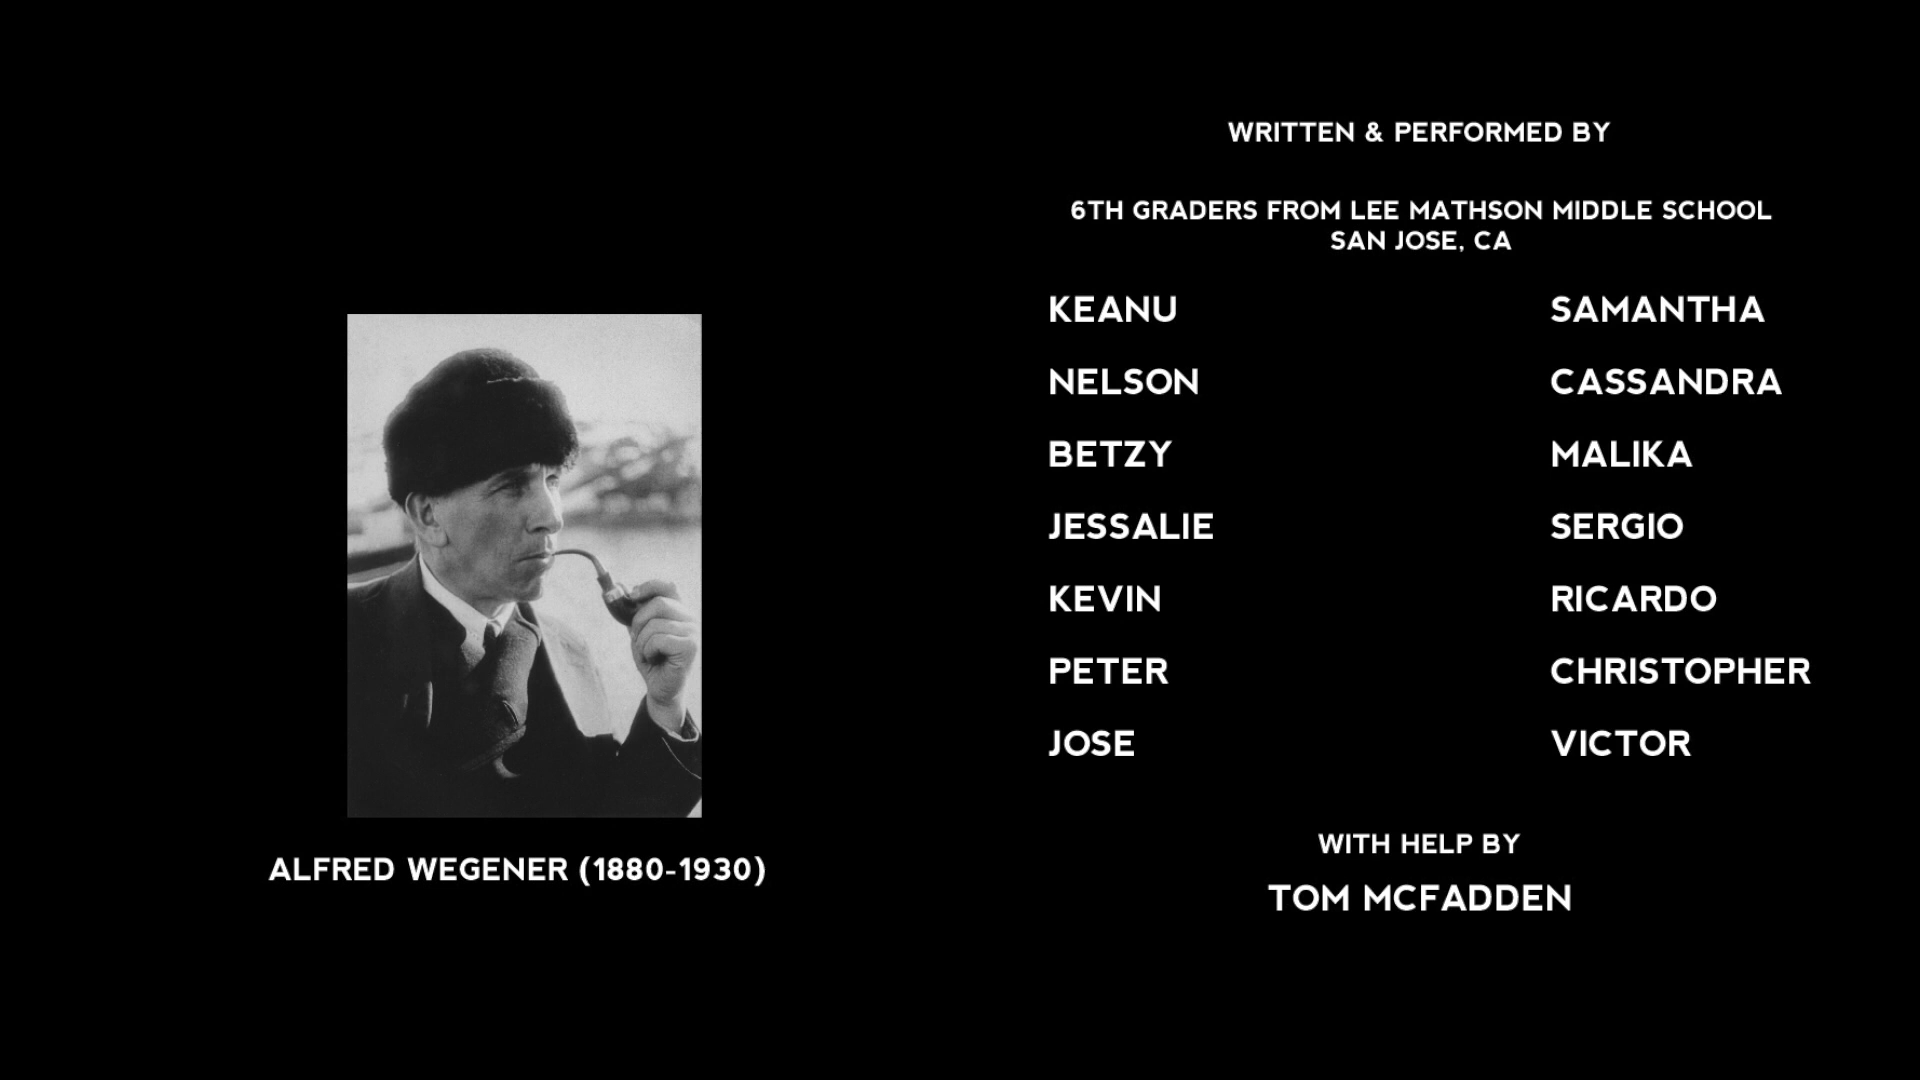 ALFRED WEGENER (1880-1930)
WRITTEN & PERFORMED BY
6TH GRADERS FROM LEE MATHSON MIDDLE SCHOOL
SAN JOSE, CA
KEANU
NELSON
BETZY
JESSALIE
KEVIN
PETER
JOSE
SAMANTHA
CASSANDRA
MALIKA
SERGIO
RICARDO
CHRISTOPHER
VICTOR
WITH HELP BY
TOM MCFADDEN